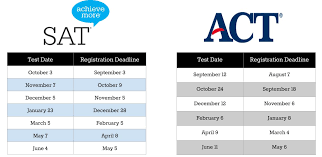 achieve
more
SAT
Test Date Registration Deadline
October 3 September 3
November 7 October 9
December 5 November 5
January 23 December 28
March 5 February 5
May 7 April 8
June 4 May 5
ACT
Test Date Registration Deadline
September 12 August 7
October 24 September 18
December 12 November 6
February 6 January 8
April 9 March 4
June 11 May 6